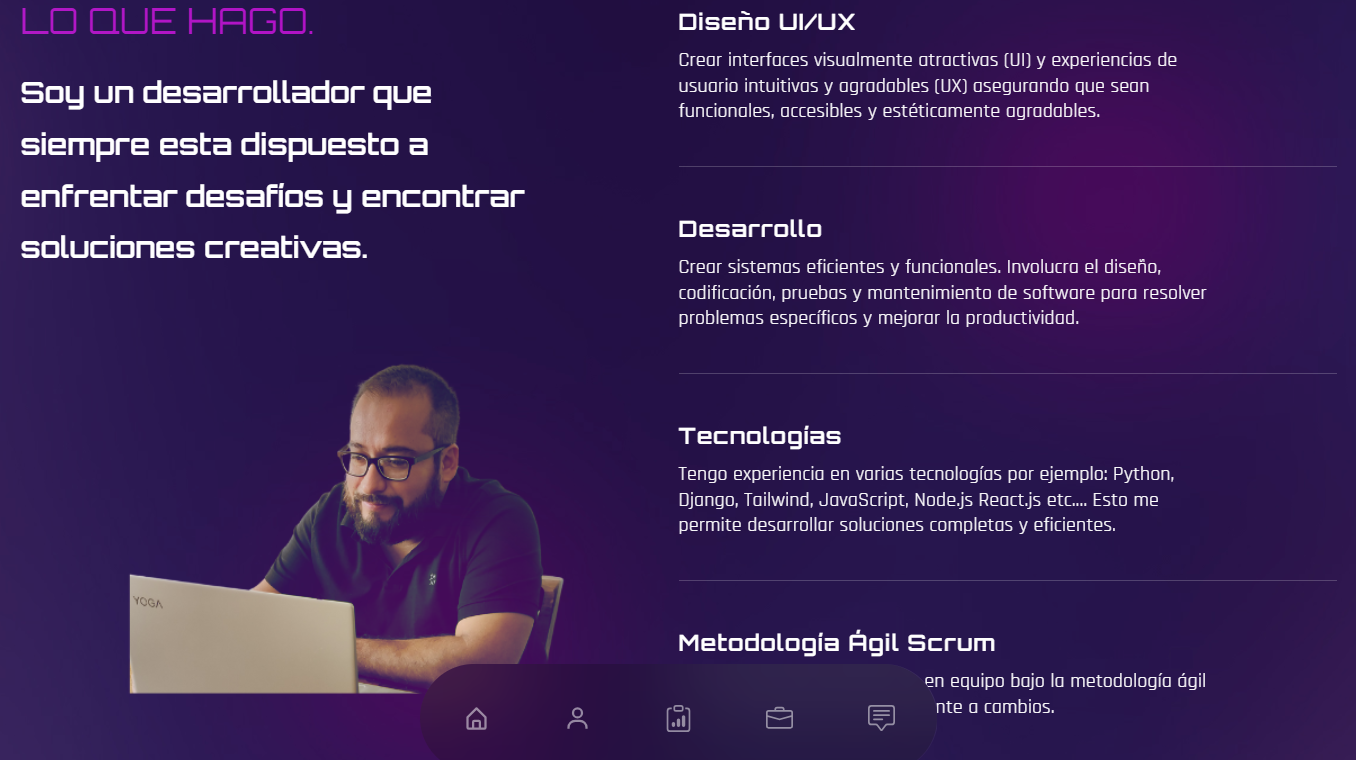 LO QUE HAGO.
Soy un desarrollador que
siempre esta dispuesto a
enfrentar desafíos y encontrar
soluciones creativas.
YOGA
Diseño UI/UX
Crear interfaces visualmente atractivas (UI) y experiencias de
usuario intuitivas y agradables (UX) asegurando que sean
funcionales, accesibles y estéticamente agradables.
Desarrollo
Crear sistemas eficientes y funcionales. Involucra el diseño,
codificación, pruebas y mantenimiento de software para resolver
problemas específicos y mejorar la productividad.
Tecnologías
Tengo experiencia en varias tecnologías por ejemplo: Python,
Django, Tailwind, JavaScript, Node.js React.js etc.... Esto me
permite desarrollar soluciones completas y eficientes.
Metodología Ágil Scrum
en equipo bajo la metodología ágil
nte a cambios.